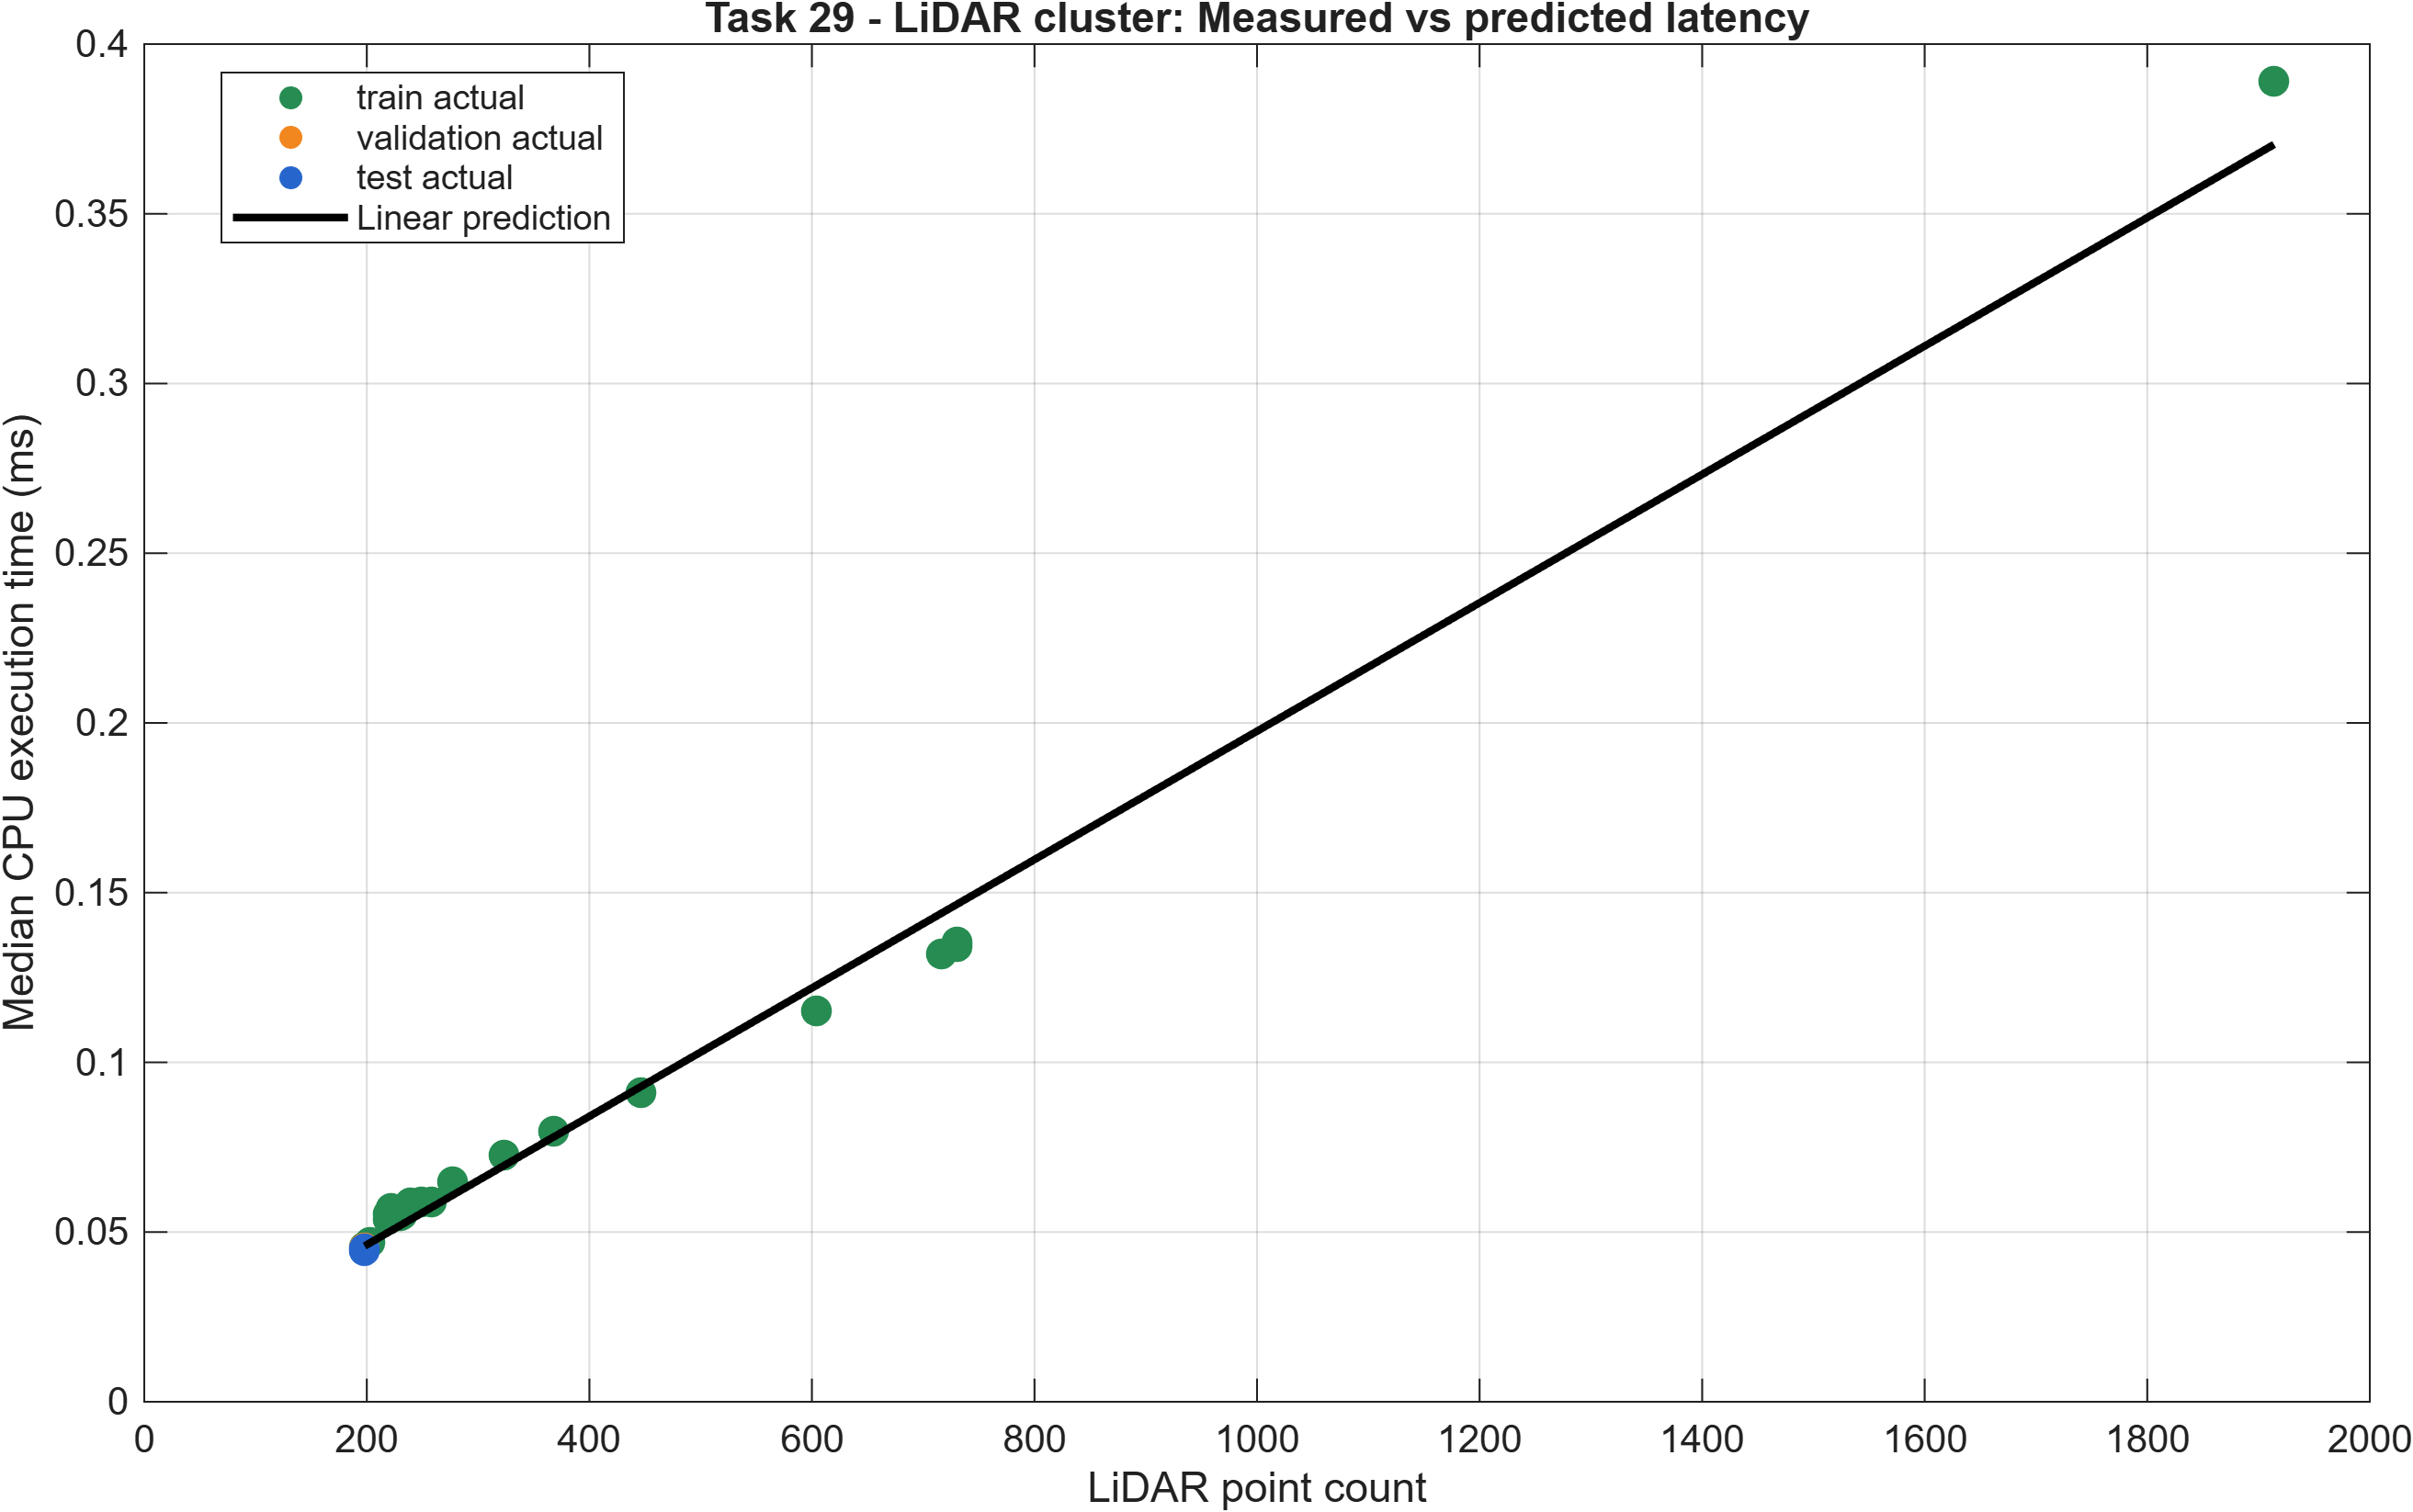 Task 29 - LiDAR cluster: Measured vs predicted latency
train actual
validation actual
test actual
Linear prediction
Median CPU execution time (ms)
0.4
0.35
0.3
0.25
0.2
0.15
0.1
0.05
0
0 200 400 600 800 1000 1200 1400 1600 1800 2000
LiDAR point count